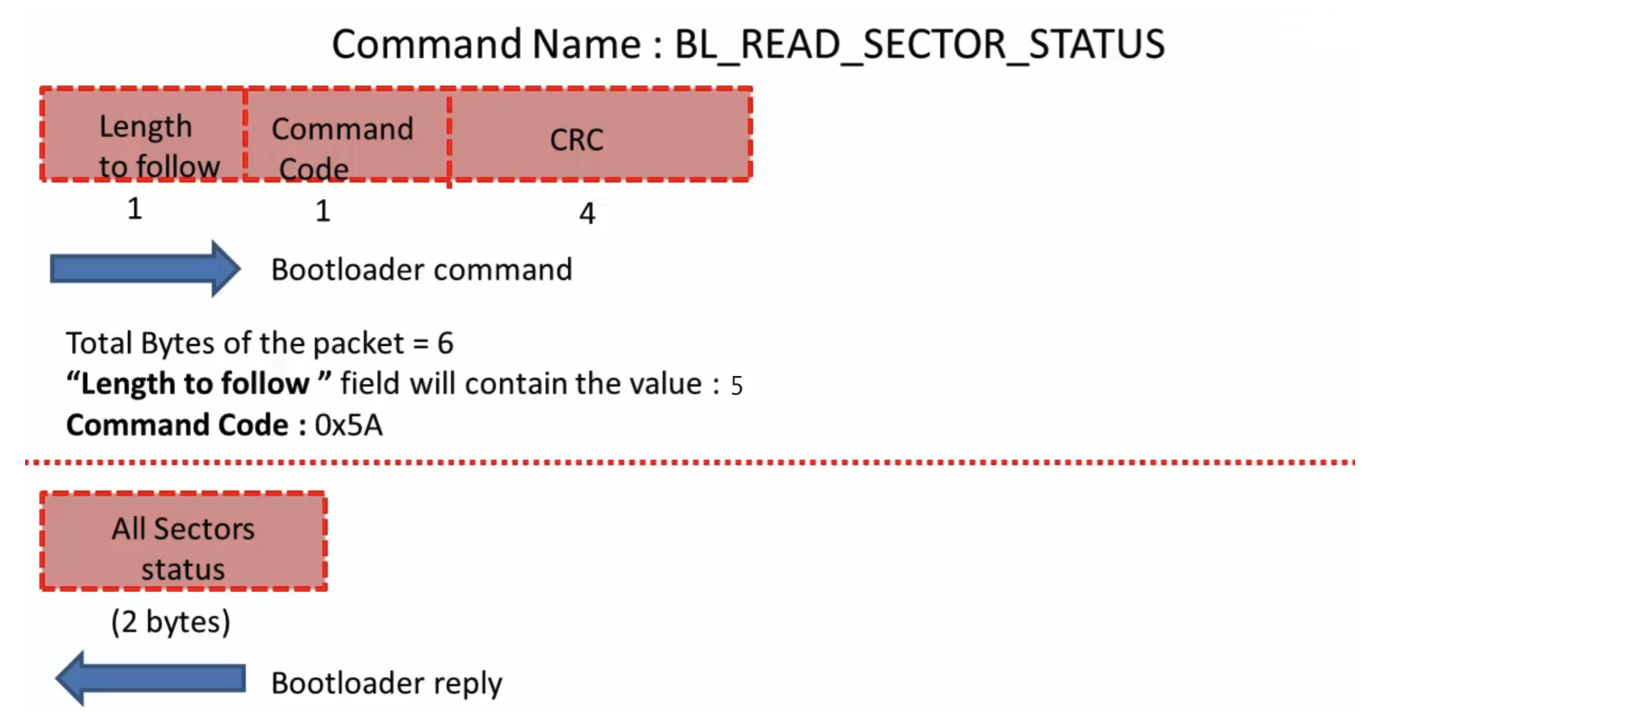 Command Name : BL_READ_SECTOR_STATUS
Length
to follow
Command
Code
CRC
1
1
4
Bootloader command
Total Bytes of the packet = 6
“Length to follow ” field will contain the value : 5
Command Code : 0x5A
All Sectors
status
(2 bytes)
Bootloader reply